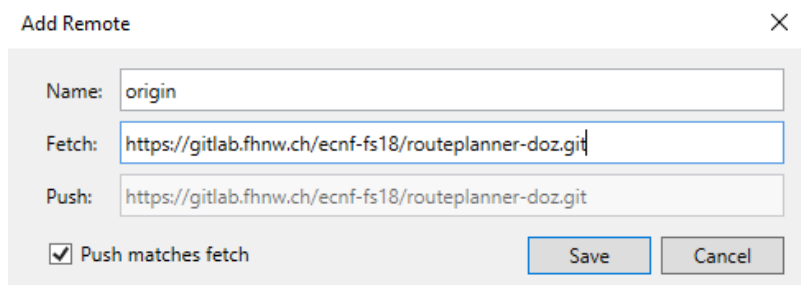 Add Remote
Name: origin
Fetch: https://gitlab.fhnw.ch/ecnf-fs18/routeplanner-doz.git
Push: https://gitlab.fhnw.ch/ecnf-fs18/routeplanner-doz.git
Push matches fetch Save Cancel